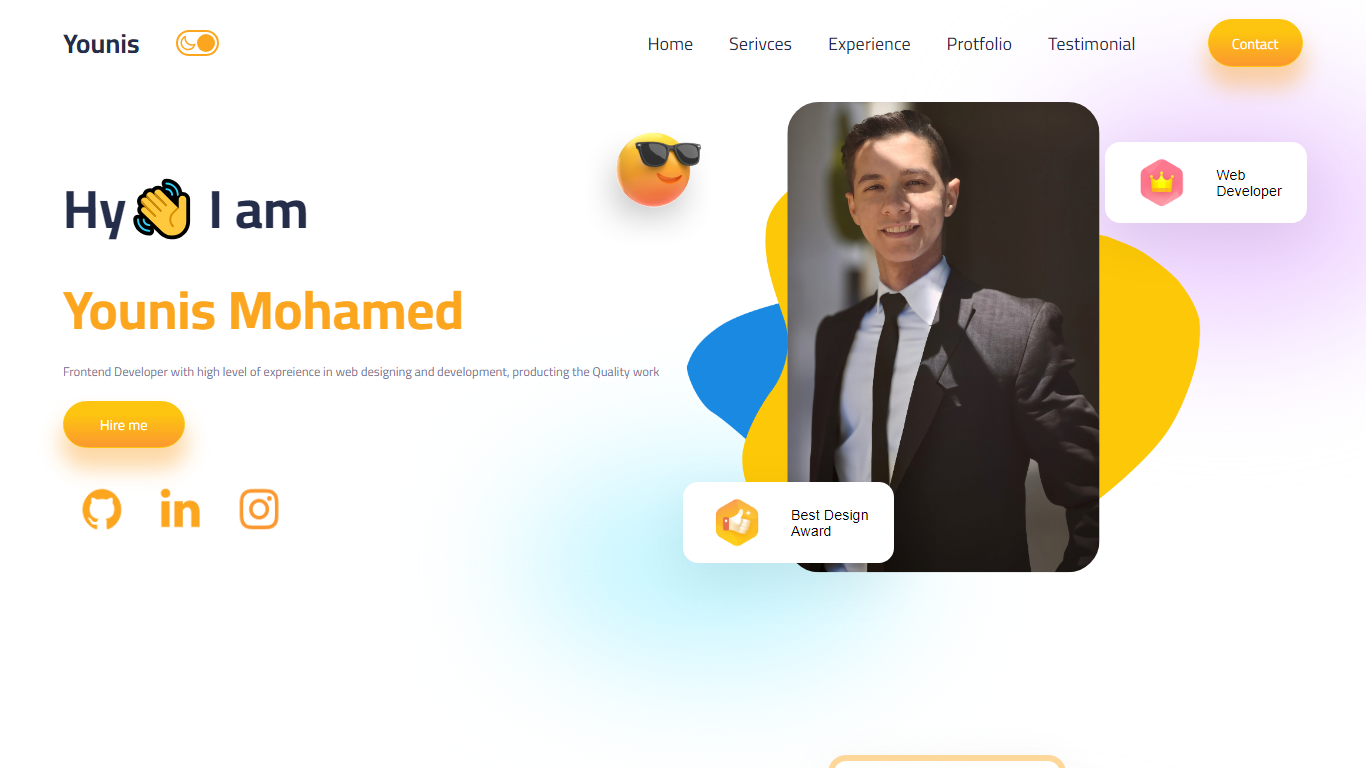 Younis
Home
Serivces
Experience
Protfolio
Testimonial
Contact
Hy I am
Younis Mohamed
Frontend Developer with high level of expreience in web designing and development, producting the Quality work
Hire me
Web
Developer
Best Design
Award